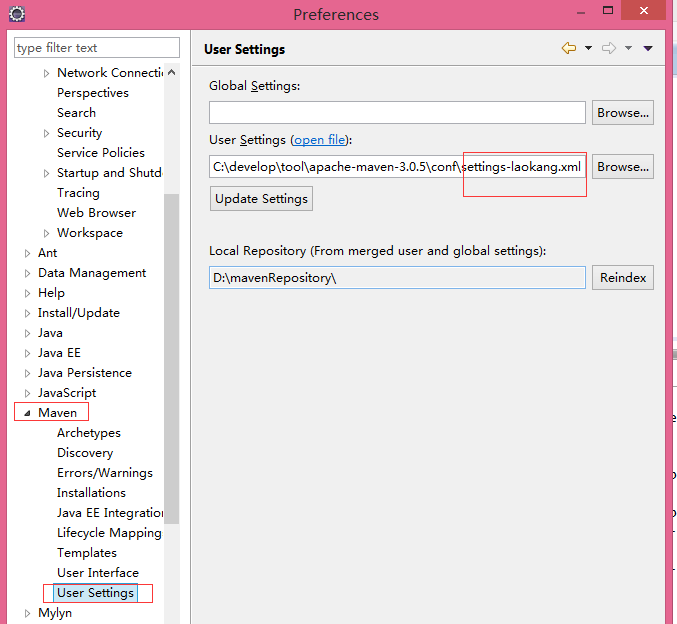 Preferences
type filter text
Network Connecti
Perspectives
Search
Security
Service Policies
Startup and Shutd
Tracing
Web Browser
Workspace
Ant
Data Management
Help
Install/Update
Java
Java EE
Java Persistence
JavaScript
Maven
Archetypes
Discovery
Errors/Warnings
Installations
Java EE Integration
Lifecycle Mapping
Templates
User Interface
User Settings
Mylyn
User Settings
Global Settings:
Browse...
User Settings (open file):
C:\develop\tool\apache-maven-3.0.5\conf\settings-laokang.xml
Browse...
Update Settings
Local Repository (From merged user and global settings):
D:\mavenRepository\
Reindex